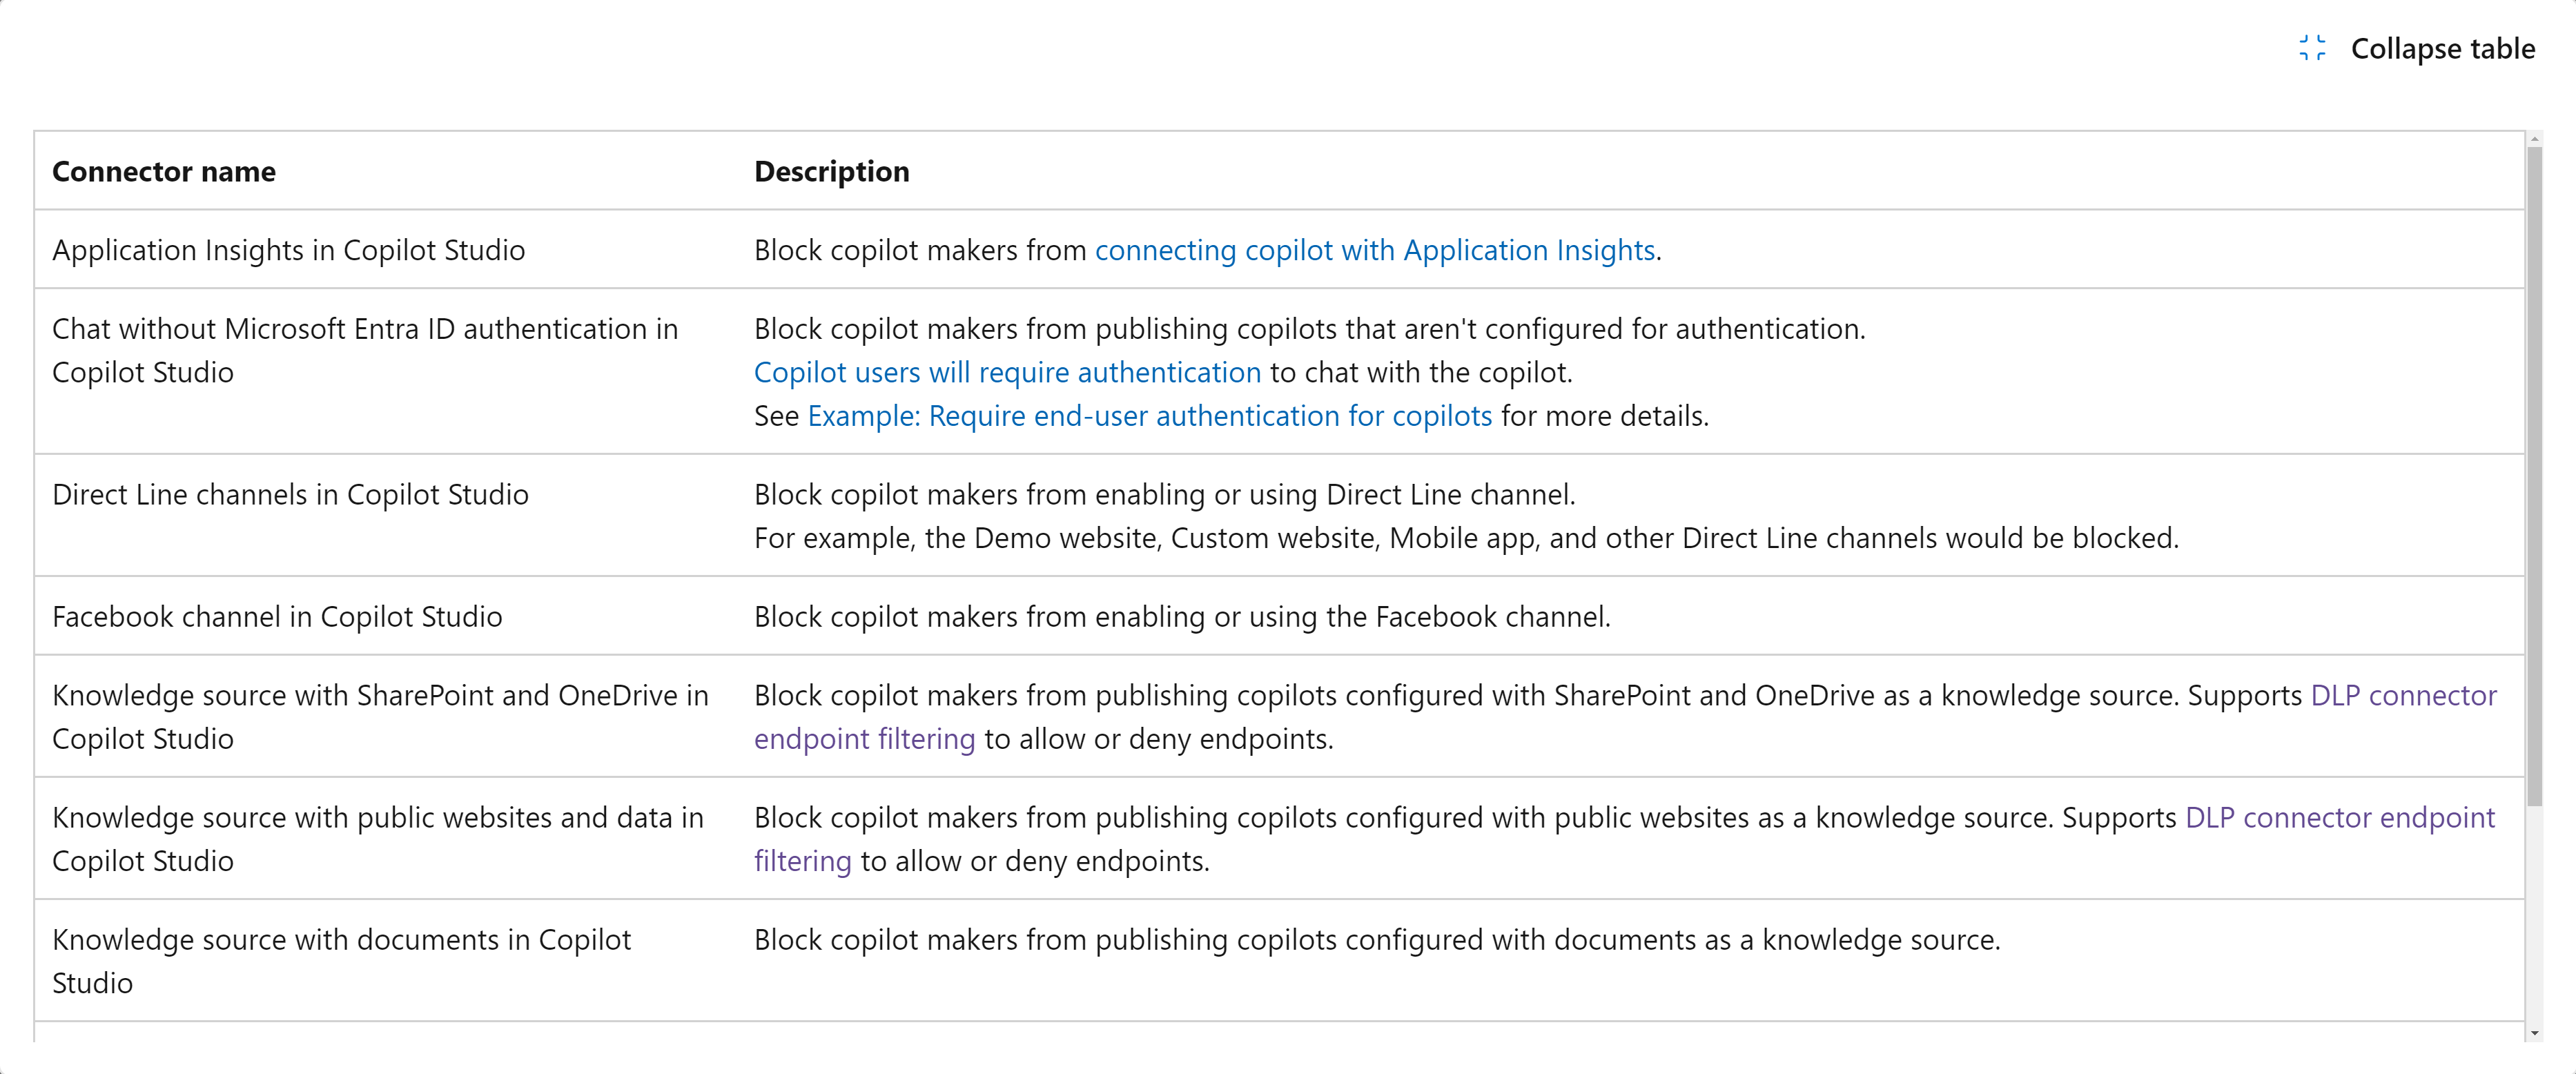 Collapse table
Connector name
Description
Application Insights in Copilot Studio
Block copilot makers from connecting copilot with Application Insights.
Chat without Microsoft Entra ID authentication in
Copilot Studio
Block copilot makers from publishing copilots that aren't configured for authentication.
Copilot users will require authentication to chat with the copilot.
See Example: Require end-user authentication for copilots for more details.
Direct Line channels in Copilot Studio
Block copilot makers from enabling or using Direct Line channel.
For example, the Demo website, Custom website, Mobile app, and other Direct Line channels would be blocked.
Facebook channel in Copilot Studio
Block copilot makers from enabling or using the Facebook channel.
Knowledge source with SharePoint and OneDrive in
Copilot Studio
Block copilot makers from publishing copilots configured with SharePoint and OneDrive as a knowledge source. Supports DLP connector
endpoint filtering to allow or deny endpoints.
Knowledge source with public websites and data in
Copilot Studio
Block copilot makers from publishing copilots configured with public websites as a knowledge source. Supports DLP connector endpoint
filtering to allow or deny endpoints.
Knowledge source with documents in Copilot
Studio
Block copilot makers from publishing copilots configured with documents as a knowledge source.